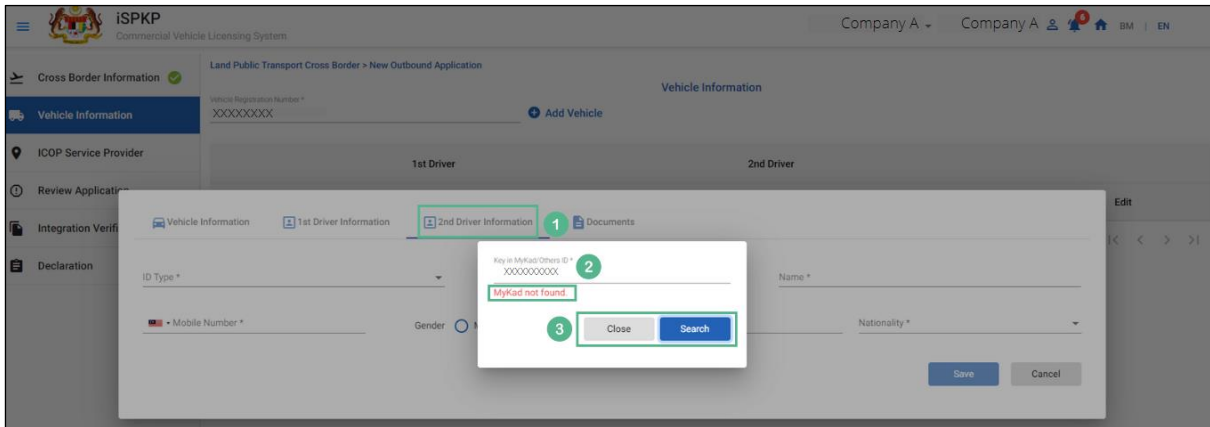 iSPKP
Commercial Vehicle Licensing System
Company A
Company A
6
BM | EN
Cross Border Information
Vehicle Information
ICOP Service Provider
Review Application
Integration Verifi
Declaration
Land Public Transport Cross Border > New Outbound Application
Vehicle Information
Vehicle Registration Number *
XXXXXXXX
Add Vehicle
1st Driver
2nd Driver
Edit
Vehicle Information
1st Driver Information
2nd Driver Information
1
Documents
ID Type *
Name *
Mobile Number *
Gender
Nationality *
Key in MyKad/Others ID *
XXXXXXXXXX
2
MyKad not found.
3
Close
Search
Save
Cancel